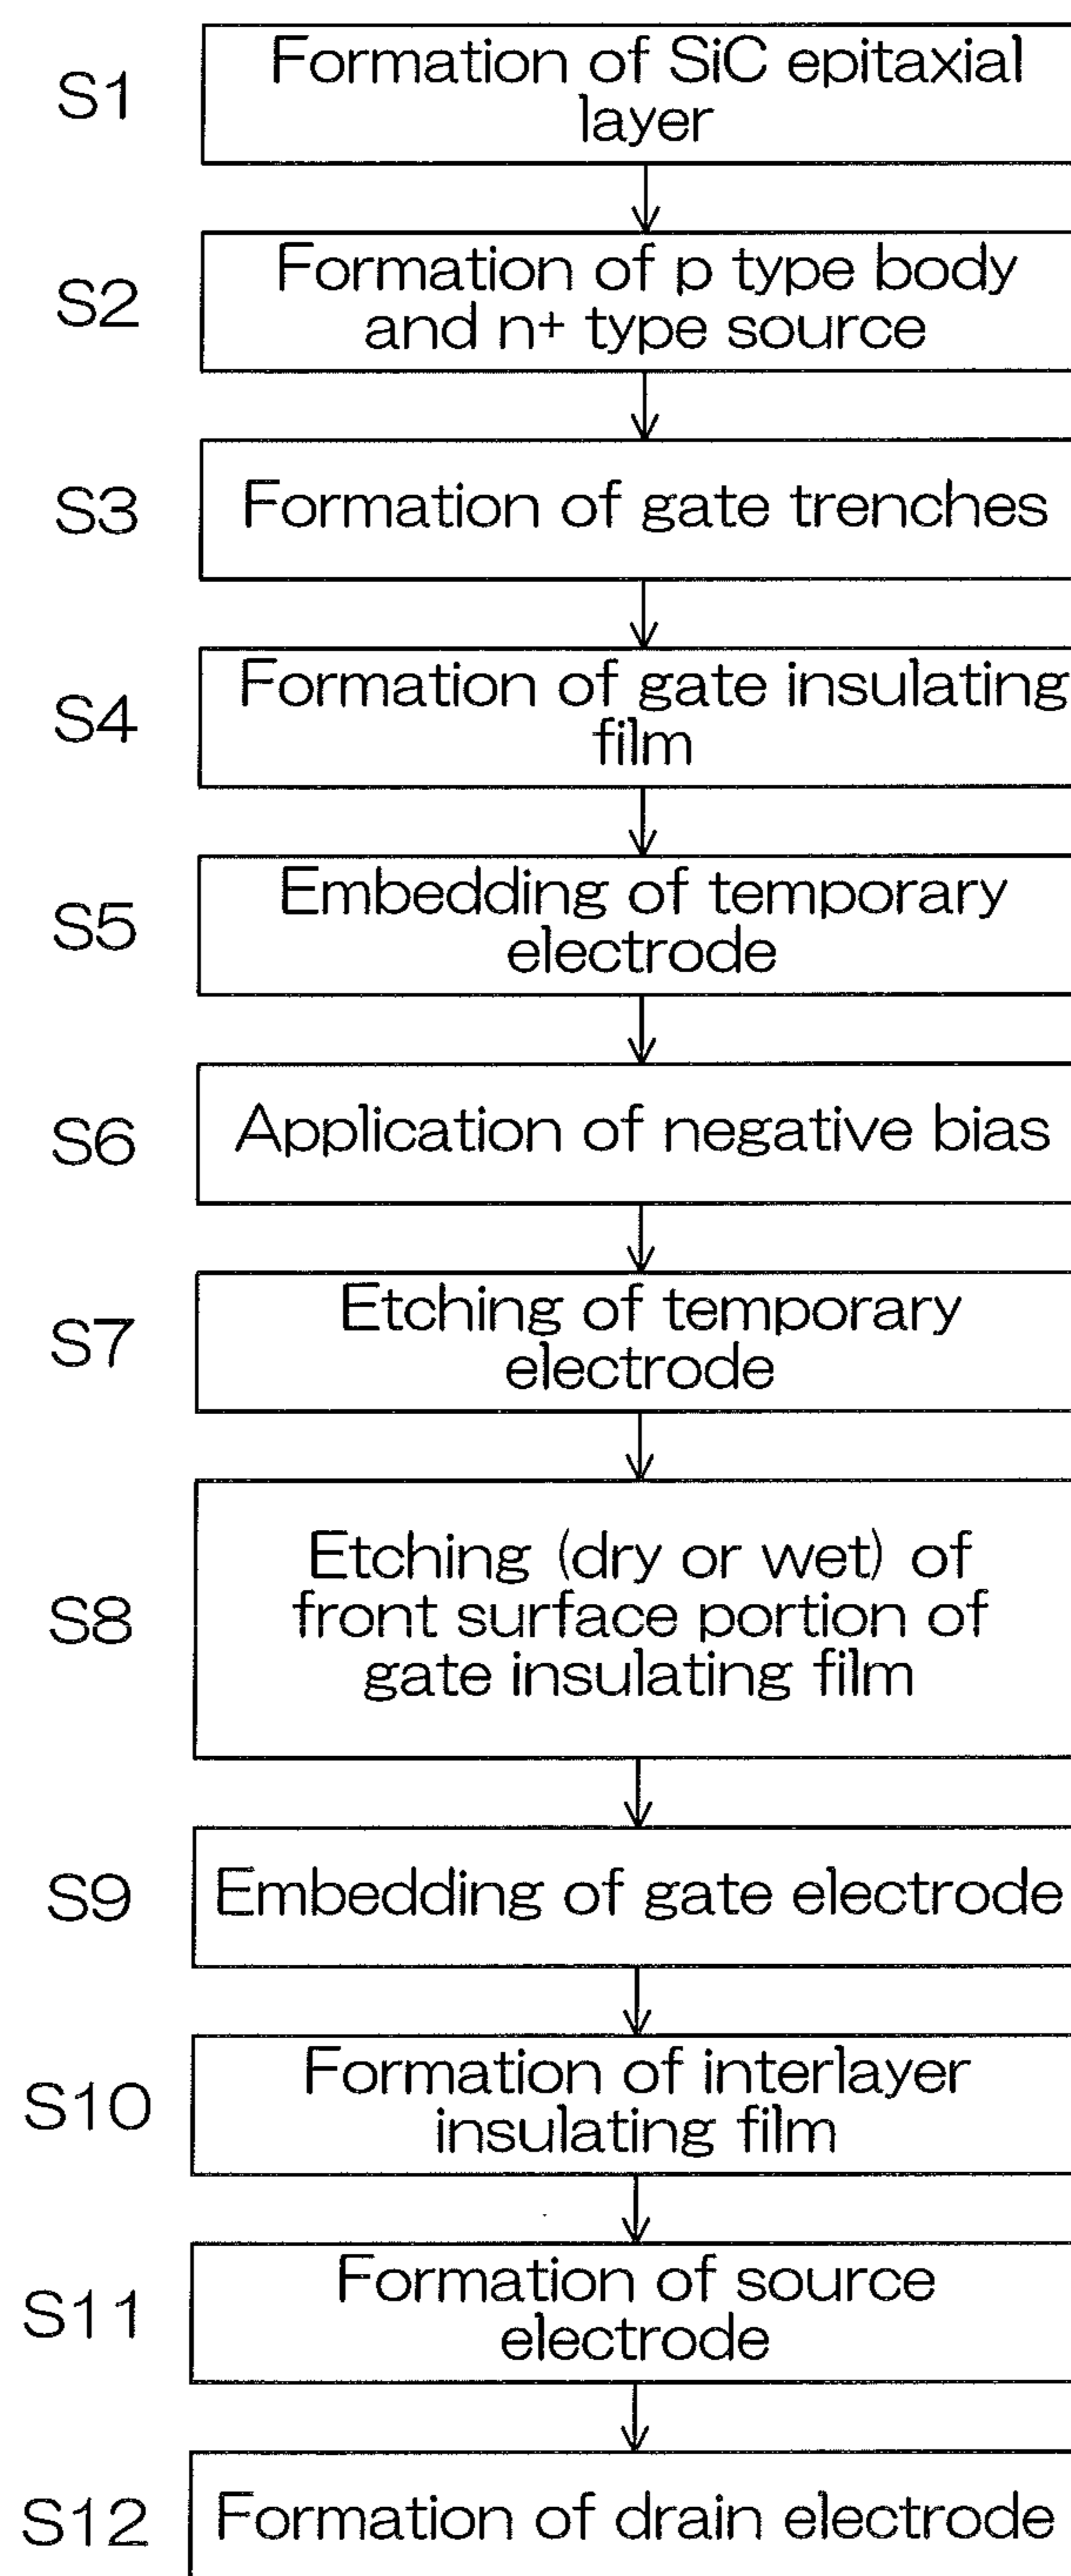 S1
Formation of SiC epitaxial
layer
S2
Formation of p type body
and n+ type source
S3
Formation of gate trenches
S4
Formation of gate insulating
film
S5
Embedding of temporary
electrode
S6
Application of negative bias
S7
Etching of temporary
electrode
S8
Etching (dry or wet) of
front surface portion of
gate insulating film
S9
Embedding of gate electrode
S10
Formation of interlayer
insulating film
S11
Formation of source
electrode
S12
Formation of drain electrode